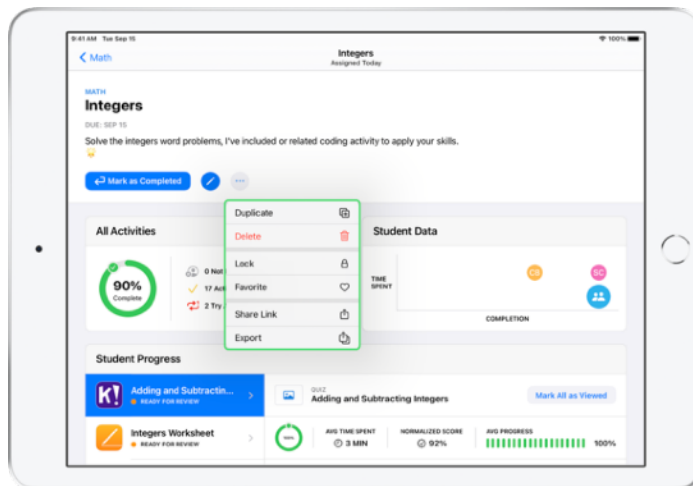 9:41 AM Tue Sep 15
100%
Math
Integers
Assigned Today
MATH
Integers
DUE: SEP 15
Solve the integers word problems, I've included or related coding activity to apply your skills.
Mark as Completed
Duplicate
Delete
Lock
Favorite
Share Link
Export
All Activities
90%
Complete
0 Not
17 Act
2 Try
Student Data
TIME
SPENT
CB
SC
COMPLETION
Student Progress
K!
Adding and Subtractin...
READY FOR REVIEW
QUIZ
Adding and Subtracting Integers
Mark All as Viewed
Integers Worksheet
READY FOR REVIEW
100%
AVG TIME SPENT
3 MIN
NORMALIZED SCORE
92%
AVG PROGRESS
100%